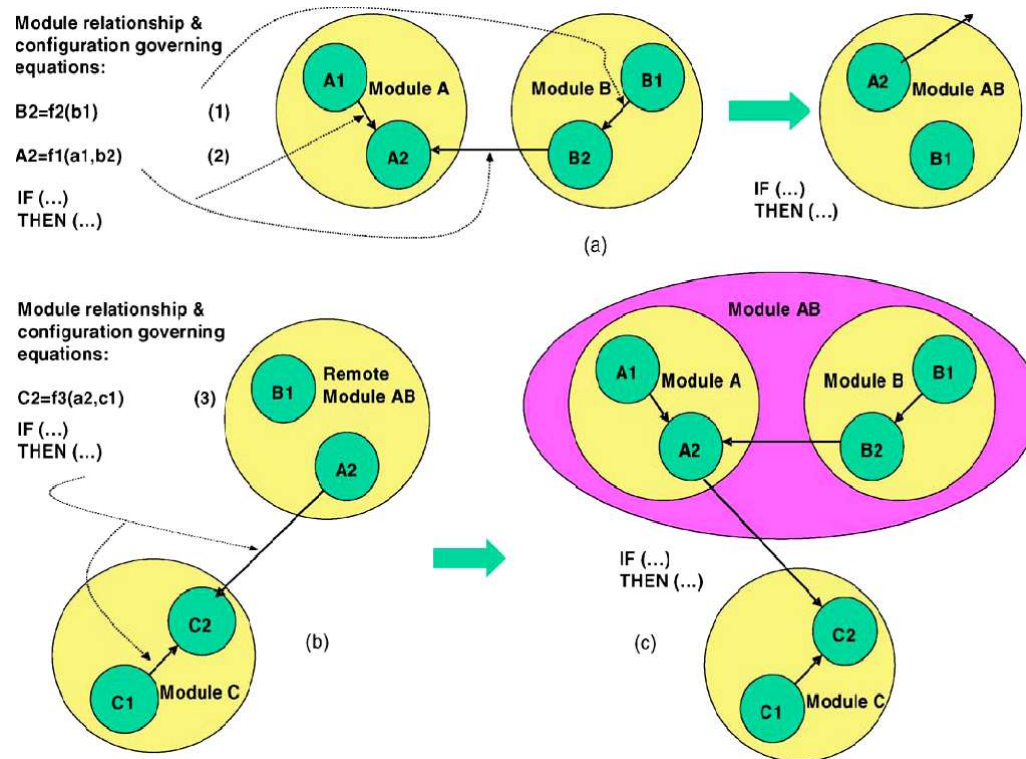 Module relationship &
configuration governing
equations:
B2=f2(b1) (1)
A2=f1(a1,b2) (2)
IF (...)
THEN (...)
A1
Module A
A2
Module B
B1
B2
A2
Module AB
B1
IF (...)
THEN (...)
(a)
Module relationship &
configuration governing
equations:
C2=f3(a2,c1) (3)
IF (...)
THEN (...)
B1
Remote
Module AB
A2
C2
C1
Module C
(b)
Module AB
A1
Module A
A2
Module B
B1
B2
IF (...)
THEN (...)
(c)
C2
C1
Module C